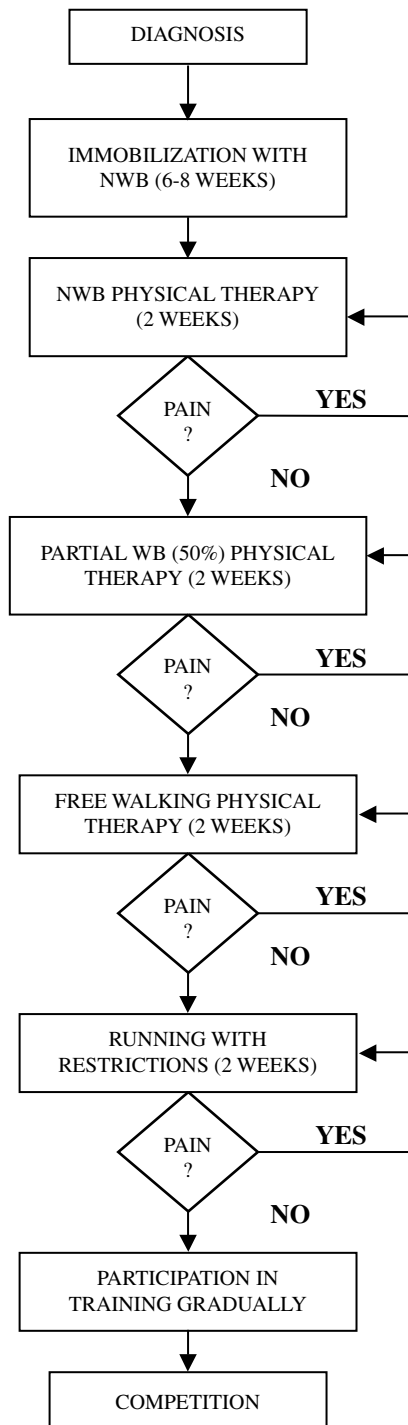 DIAGNOSIS
IMMOBILIZATION WITH
NWB (6-8 WEEKS)
NWB PHYSICAL THERAPY
(2 WEEKS)
PAIN
?
YES
NO
PARTIAL WB (50%) PHYSICAL
THERAPY (2 WEEKS)
PAIN
?
YES
NO
FREE WALKING PHYSICAL
THERAPY (2 WEEKS)
PAIN
?
YES
NO
RUNNING WITH
RESTRICTIONS (2 WEEKS)
PAIN
?
YES
NO
PARTICIPATION IN
TRAINING GRADUALLY
COMPETITION